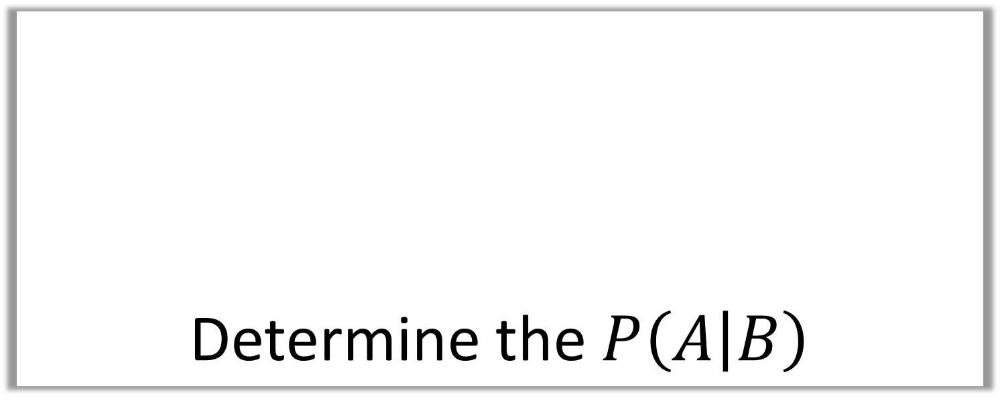 Determine the P(A|B)